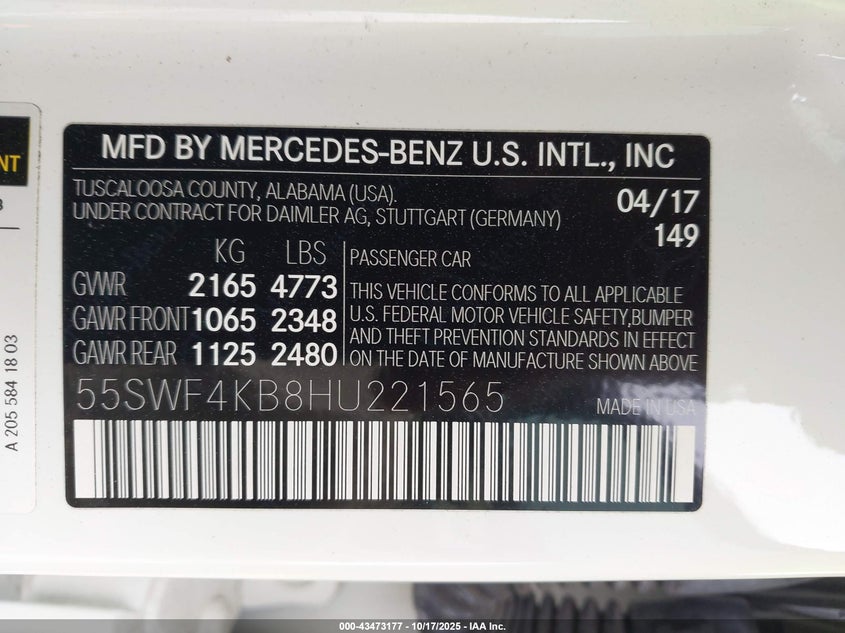 MFD BY MERCEDES-BENZ U.S. INTL., INC
TUSCALOOSA COUNTY, ALABAMA (USA).
UNDER CONTRACT FOR DAIMLER AG, STUTTGART (GERMANY)
04/17
149
KG LBS
GVWR 2165 4773
GAWR FRONT 1065 2348
GAWR REAR 1125 2480
PASSENGER CAR
THIS VEHICLE CONFORMS TO ALL APPLICABLE
U.S. FEDERAL MOTOR VEHICLE SAFETY, BUMPER
AND THEFT PREVENTION STANDARDS IN EFFECT
ON THE DATE OF MANUFACTURE SHOWN ABOVE
55SWF4KB8HU221565
MADE IN USA
NT
A 205 584 18 03
000-43473177 - 10/17/2025 - IAA Inc.